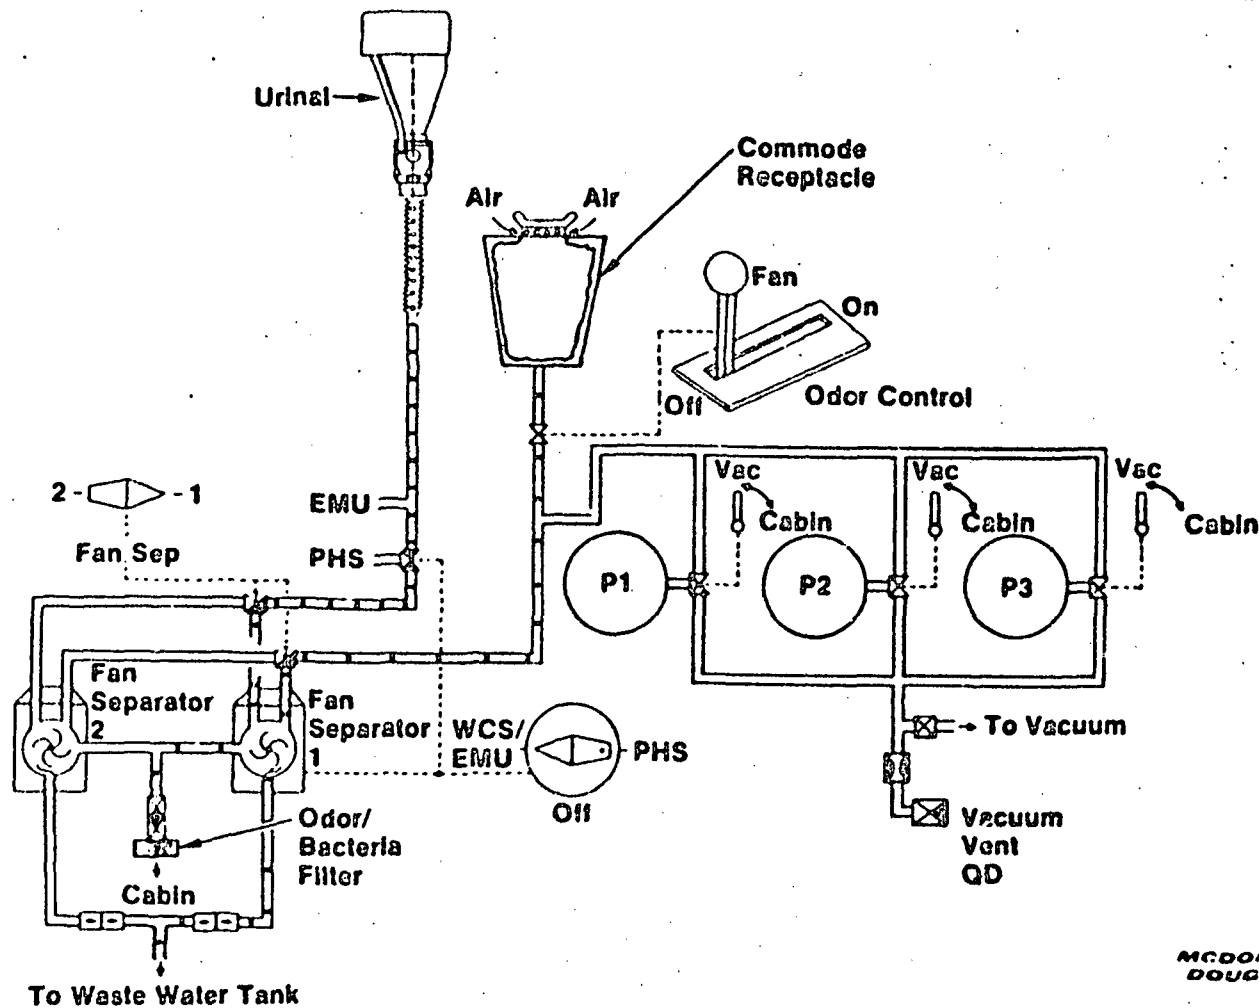 Urinal
Commode
Receptacle
Air
Air
Fan
On
Off
Odor Control
2 - - 1
Fan Sep
EMU
PHS
Vac
Cabin
Vac
Cabin
Vac
Cabin
P1
P2
P3
Fan
Separator
2
Fan
Separator
1
WCS/
EMU
PHS
Off
To Vacuum
Vacuum
Vent
QD
Odor/
Bacteria
Filter
Cabin
To Waste Water Tank